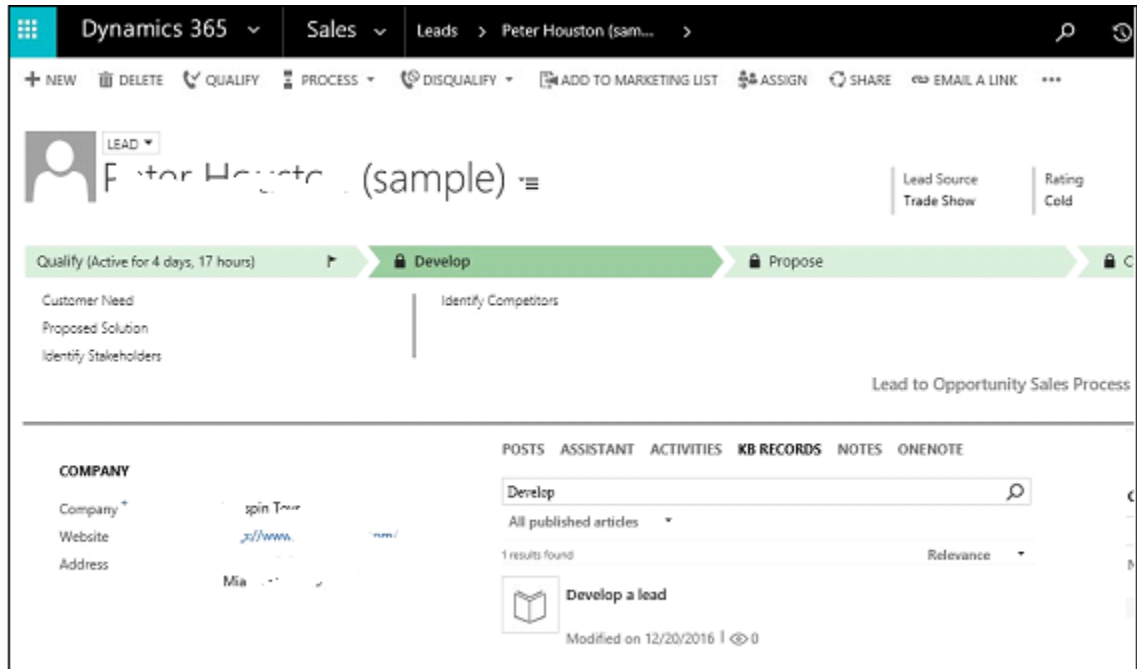 Dynamics 365 Sales Leads > Peter Houston (sam... >
NEW DELETE QUALIFY PROCESS DISQUALIFY ADD TO MARKETING LIST ASSIGN SHARE EMAIL A LINK •••
LEAD
(sample)
Lead Source
Trade Show
Rating
Cold
Qualify (Active for 4 days, 17 hours) Develop Propose C
Customer Need
Proposed Solution
Identify Stakeholders
Identify Competitors
Lead to Opportunity Sales Process
COMPANY
Company +
Website
Address
spin
://www.
Mia
POSTS ASSISTANT ACTIVITIES KB RECORDS NOTES ONENOTE
Develop
All published articles
1 results found Relevance
Develop a lead
Modified on 12/20/2016 | 0